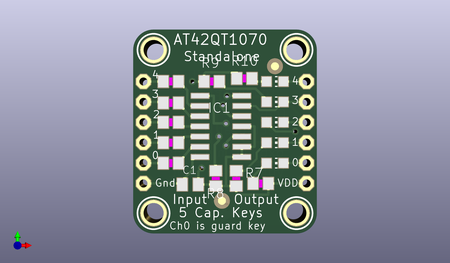 AT42QT1070
Standalone
R9 R10
4 4
3 3
IC1
2 2
1 1
0 0
C1 R7
Gnd VDD
R8
Input Output
5 Cap. Keys
Ch0 is guard key